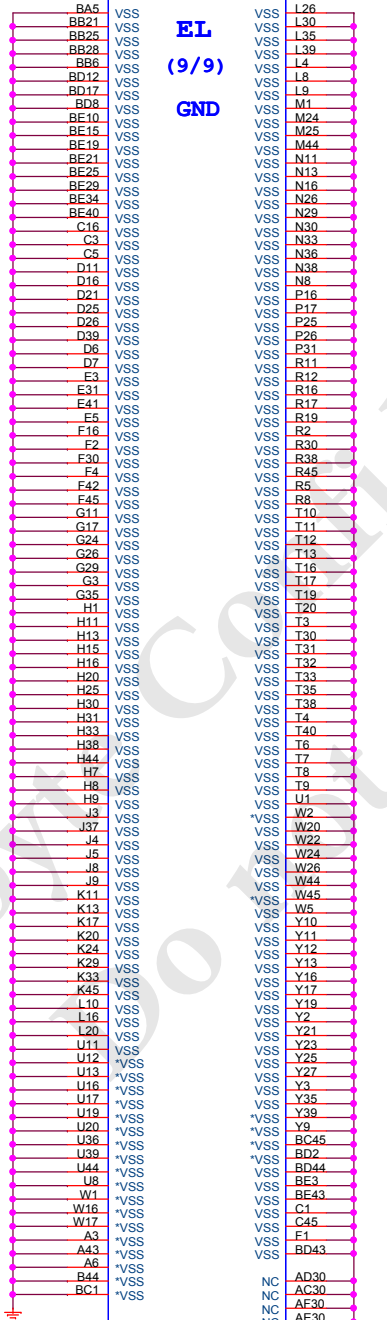 EL
(9/9)
GND
BA5 VSS VSS L26
BB21 VSS VSS L30
BB25 VSS VSS L35
BB28 VSS VSS L39
BB6 VSS VSS L4
BD12 VSS VSS L8
BD17 VSS VSS L9
BD8 VSS VSS M1
BE10 VSS VSS M24
BE15 VSS VSS M25
BE19 VSS VSS M44
BE21 VSS VSS N11
BE25 VSS VSS N13
BE29 VSS VSS N16
BE34 VSS VSS N26
BE40 VSS VSS N29
C16 VSS VSS N30
C3 VSS VSS N33
C5 VSS VSS N36
D11 VSS VSS N38
D16 VSS VSS N8
D21 VSS VSS P16
D25 VSS VSS P17
D26 VSS VSS P25
D39 VSS VSS P26
D6 VSS VSS P31
D7 VSS VSS R11
E3 VSS VSS R12
E31 VSS VSS R16
E41 VSS VSS R17
E5 VSS VSS R19
F16 VSS VSS R2
F2 VSS VSS R30
F30 VSS VSS R38
F4 VSS VSS R45
F42 VSS VSS R5
F45 VSS VSS R8
G11 VSS VSS T10
G17 VSS VSS T11
G24 VSS VSS T12
G26 VSS VSS T13
G29 VSS VSS T16
G3 VSS VSS T17
G35 VSS VSS T19
H1 VSS VSS T20
H11 VSS VSS T3
H13 VSS VSS T30
H15 VSS VSS T31
H16 VSS VSS T32
H20 VSS VSS T33
H25 VSS VSS T35
H30 VSS VSS T38
H31 VSS VSS T4
H33 VSS VSS T40
H38 VSS VSS T6
H44 VSS VSS T7
H7 VSS VSS T8
H8 VSS VSS T9
H9 VSS VSS U1
J3 VSS *VSS W2
J37 VSS VSS W20
J4 VSS VSS W22
J5 VSS VSS W24
J8 VSS VSS W26
J9 VSS VSS W44
K11 VSS VSS W45
K13 VSS VSS W5
K17 VSS VSS Y10
K20 VSS VSS Y11
K24 VSS VSS Y12
K29 VSS VSS Y13
K33 VSS VSS Y16
K45 VSS VSS Y17
L10 VSS VSS Y19
L16 VSS VSS Y2
L20 VSS VSS Y21
U11 VSS VSS Y23
U12 *VSS VSS Y25
U13 *VSS VSS Y27
U16 *VSS VSS Y3
U17 *VSS VSS Y35
U19 *VSS *VSS Y39
U20 *VSS *VSS Y9
U36 *VSS VSS BC45
U39 *VSS *VSS BD2
U44 *VSS VSS BD44
U8 *VSS VSS BE3
W1 *VSS VSS BE43
W16 *VSS VSS C1
W17 *VSS VSS C45
A3 *VSS VSS F1
A43 *VSS VSS BD43
A6 *VSS
B44 *VSS NC AD30
BC1 *VSS NC AC30
NC AF30
NC AE30